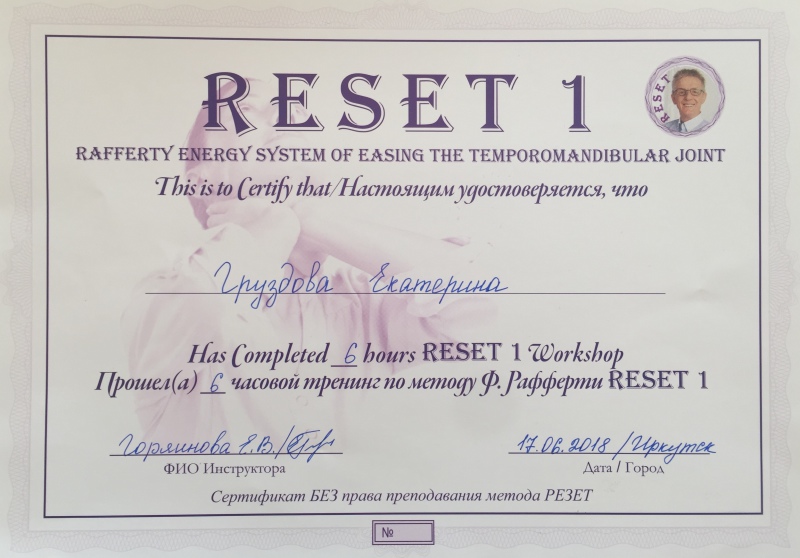 RESET 1
RESET
RAFFERTY ENERGY SYSTEM OF EASING THE TEMPOROMANDIBULAR JOINT
This is to Certify that/Настоящим удостоверяется, что
Груздова Екатерина
Has Completed 6 hours RESET 1 Workshop
Прошел(а) 6 часовой тренинг по методу Ф. Рафферти RESET 1
Горяинова Е.В./
17.06.2018 /Иркутск
ФИО Инструктора
Дата / Город
Сертификат БЕЗ права преподавания метода РЕЗЕТ
№